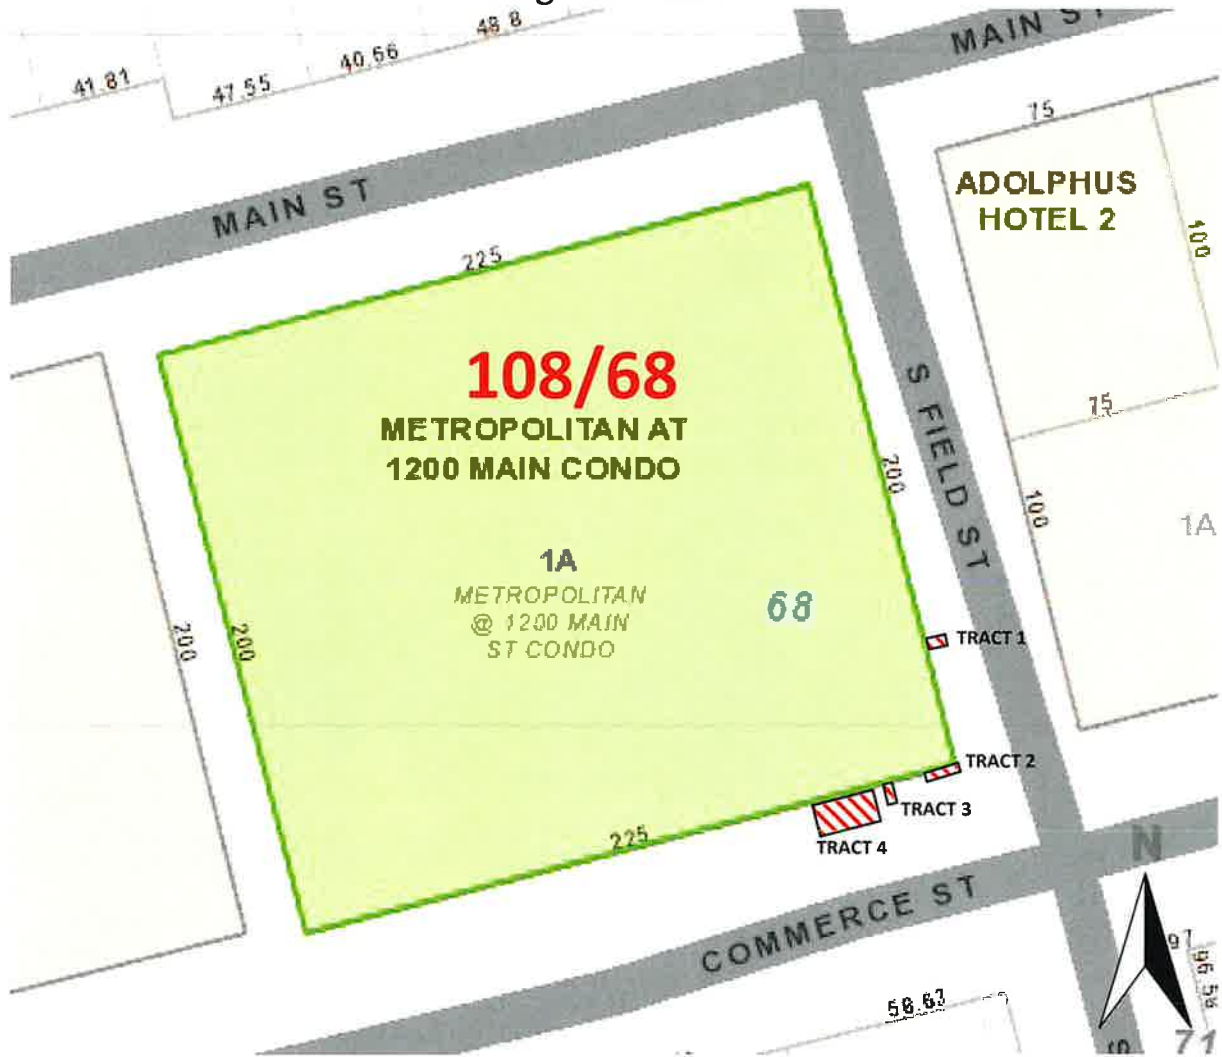 48.8
MAIN ST
40.56
41.81
47.55
75
MAIN ST
ADOLPHUS
HOTEL 2
100
225
108/68
METROPOLITAN AT
1200 MAIN CONDO
S FIELD ST
75
200
100
1A
1A
METROPOLITAN
@ 1200 MAIN
ST CONDO
68
200
200
TRACT 1
TRACT 2
TRACT 3
225
TRACT 4
N
COMMERCE ST
97
96.56
56.63
S
71